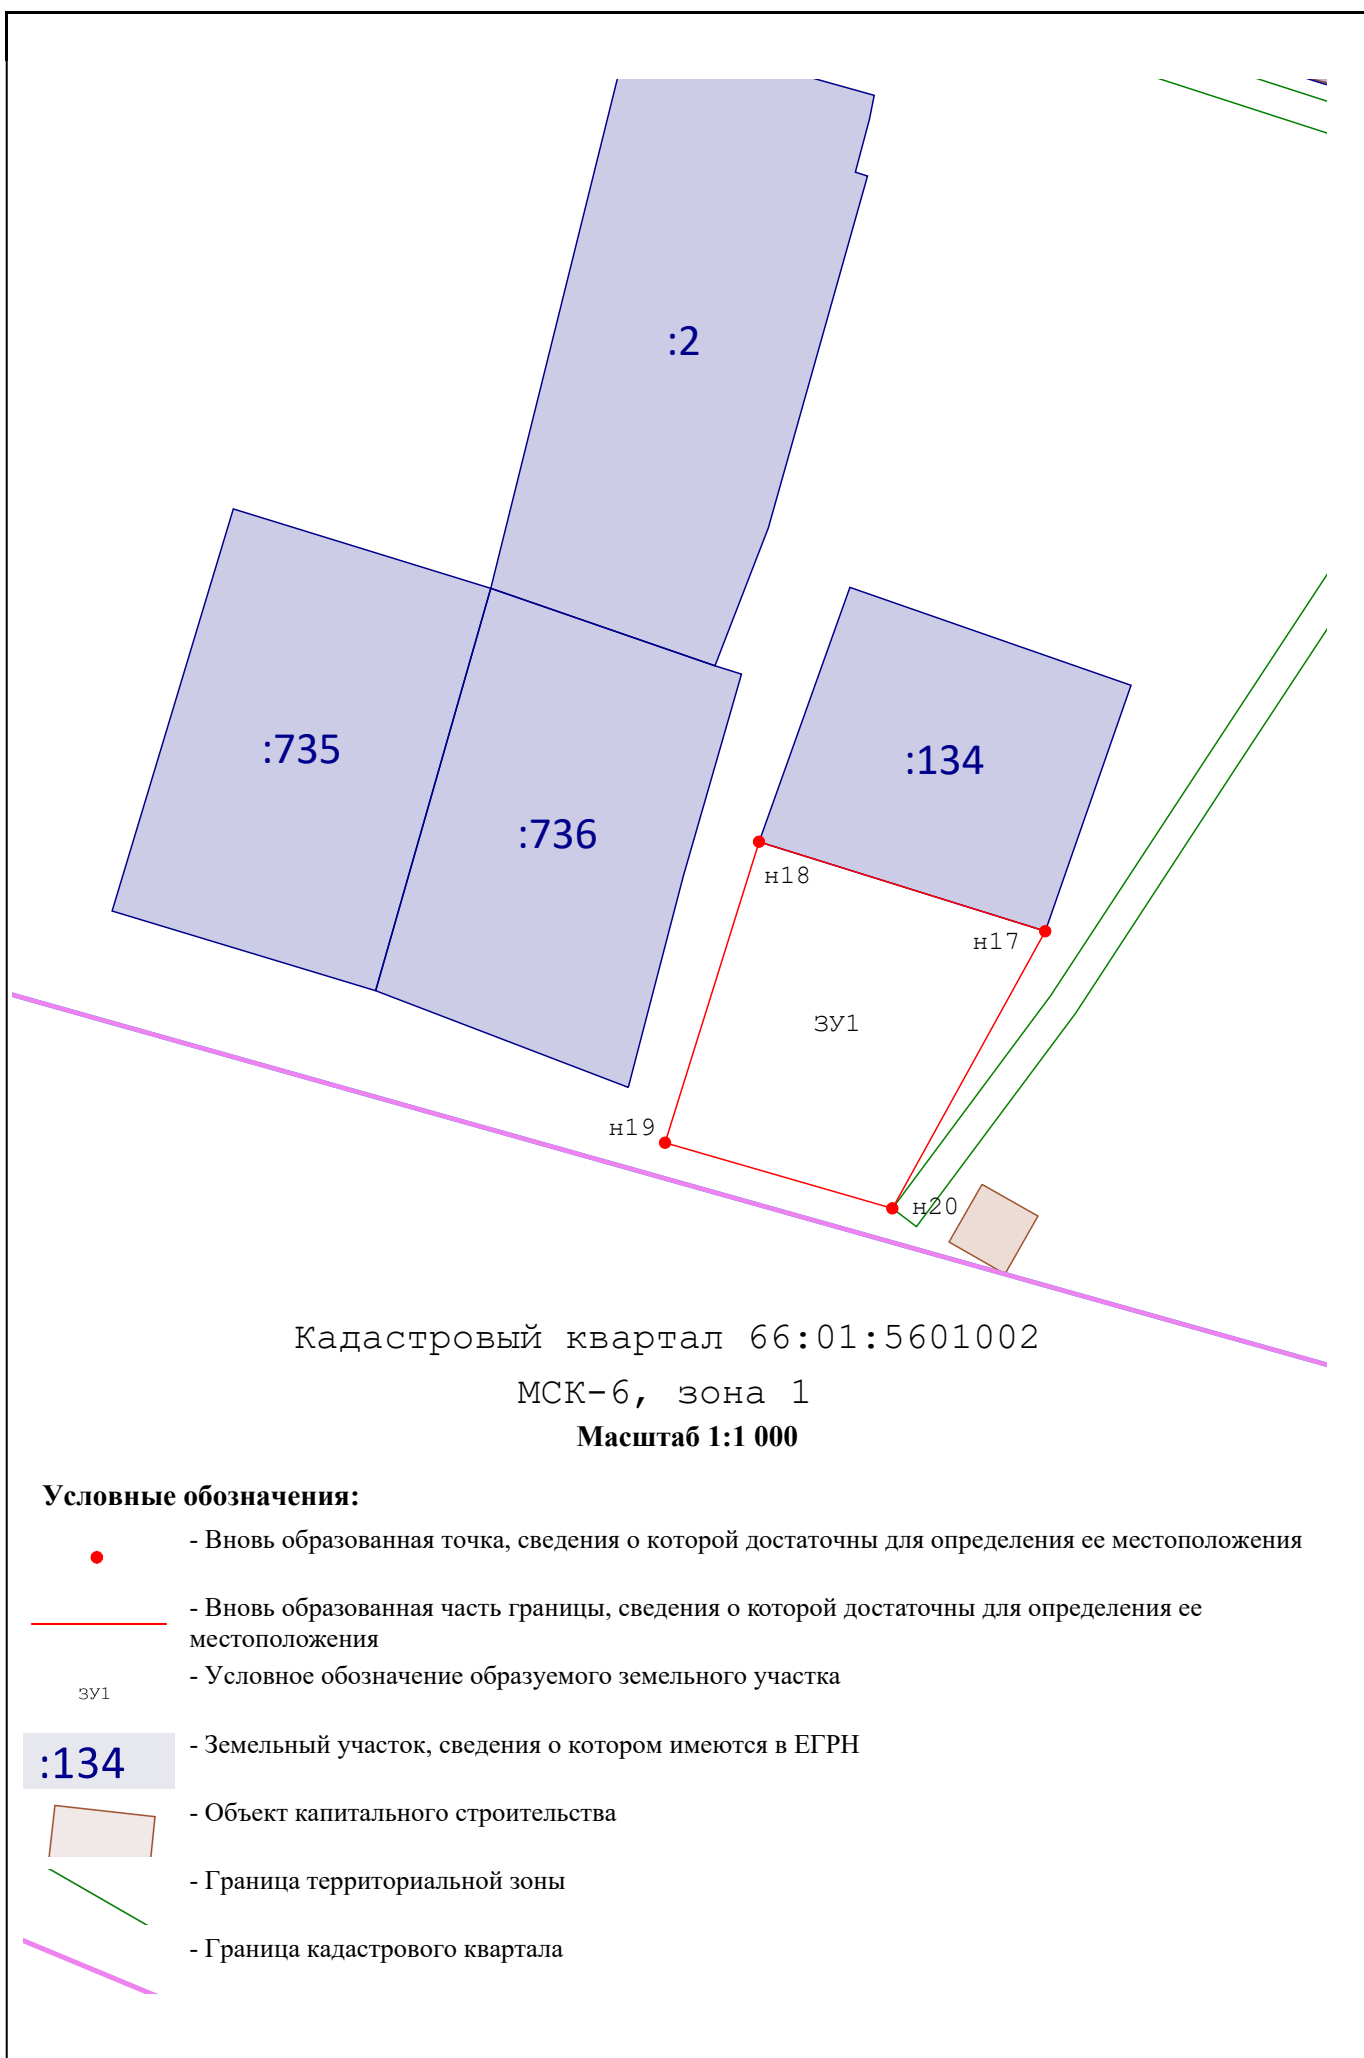 :2
:735
:134
:736
н18
н17
ЗУ1
н19
н20
Кадастровый квартал 66:01:5601002
МСК-6, зона 1
Масштаб 1:1 000
Условные обозначения:
- Вновь образованная точка, сведения о которой достаточны для определения ее местоположения
- Вновь образованная часть границы, сведения о которой достаточны для определения ее
местоположения
- Условное обозначение образуемого земельного участка
ЗУ1
- Земельный участок, сведения о котором имеются в ЕГРН
:134
- Объект капитального строительства
- Граница территориальной зоны
- Граница кадастрового квартала